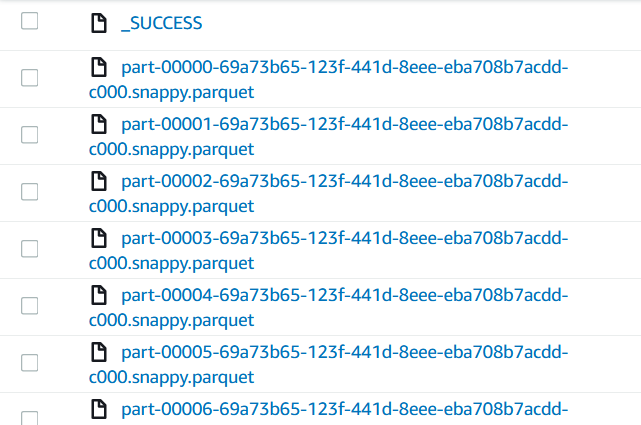 _SUCCESS
part-00000-69a73b65-123f-441d-8eee-eba708b7acdd-
c000.snappy.parquet
part-00001-69a73b65-123f-441d-8eee-eba708b7acdd-
c000.snappy.parquet
part-00002-69a73b65-123f-441d-8eee-eba708b7acdd-
c000.snappy.parquet
part-00003-69a73b65-123f-441d-8eee-eba708b7acdd-
c000.snappy.parquet
part-00004-69a73b65-123f-441d-8eee-eba708b7acdd-
c000.snappy.parquet
part-00005-69a73b65-123f-441d-8eee-eba708b7acdd-
c000.snappy.parquet
part-00006-69a73b65-123f-441d-8eee-eba708b7acdd-